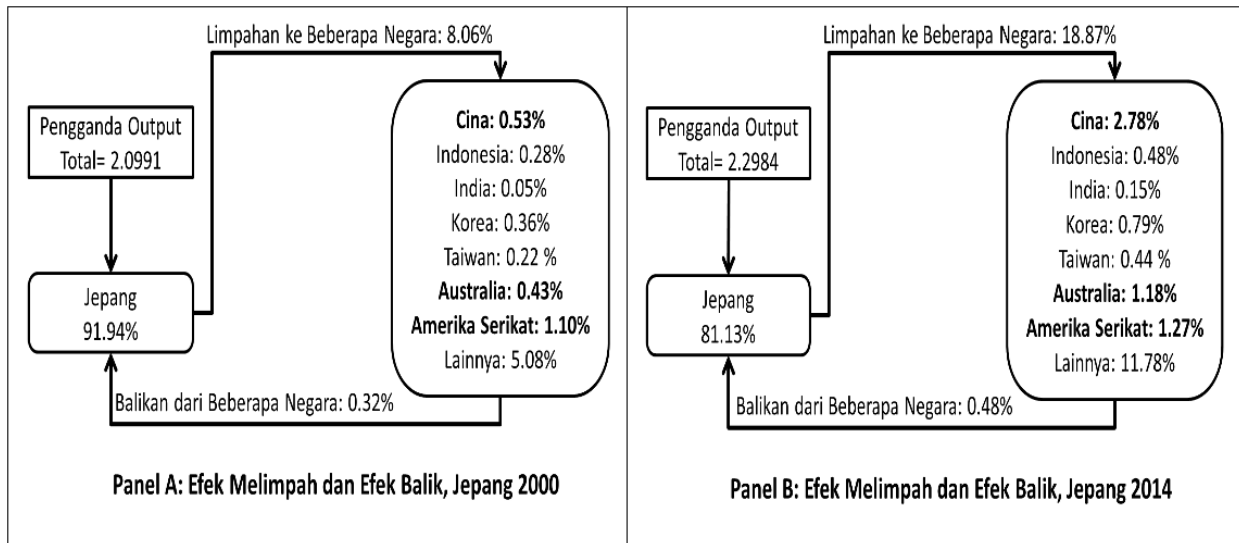 Limpahan ke Beberapa Negara: 8.06%
Pengganda Output
Total= 2.0991
Cina: 0.53%
Indonesia: 0.28%
India: 0.05%
Korea: 0.36%
Taiwan: 0.22 %
Australia: 0.43%
Amerika Serikat: 1.10%
Lainnya: 5.08%
Jepang
91.94%
Balikan dari Beberapa Negara: 0.32%
Panel A: Efek Melimpah dan Efek Balik, Jepang 2000
Limpahan ke Beberapa Negara: 18.87%
Pengganda Output
Total= 2.2984
Cina: 2.78%
Indonesia: 0.48%
India: 0.15%
Korea: 0.79%
Taiwan: 0.44 %
Australia: 1.18%
Amerika Serikat: 1.27%
Lainnya: 11.78%
Jepang
81.13%
Balikan dari Beberapa Negara: 0.48%
Panel B: Efek Melimpah dan Efek Balik, Jepang 2014